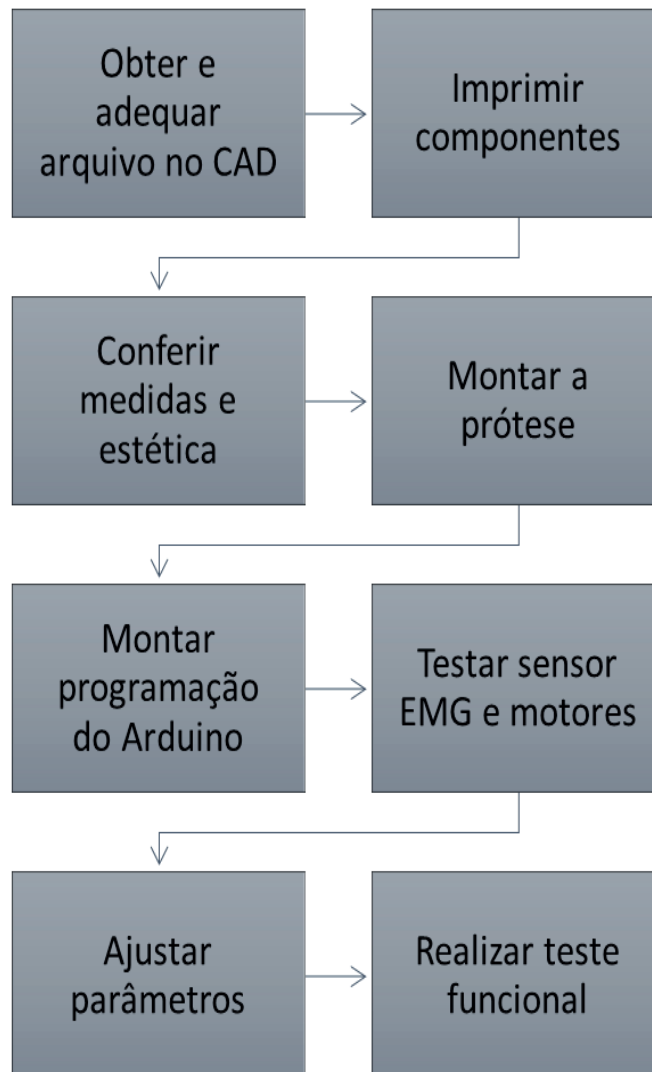 Obter e
adequar
arquivo no CAD
Imprimir
componentes
Conferir
medidas e
estética
Montar a
prótese
Montar
programação
do Arduino
Testar sensor
EMG e motores
Ajustar
parâmetros
Realizar teste
funcional